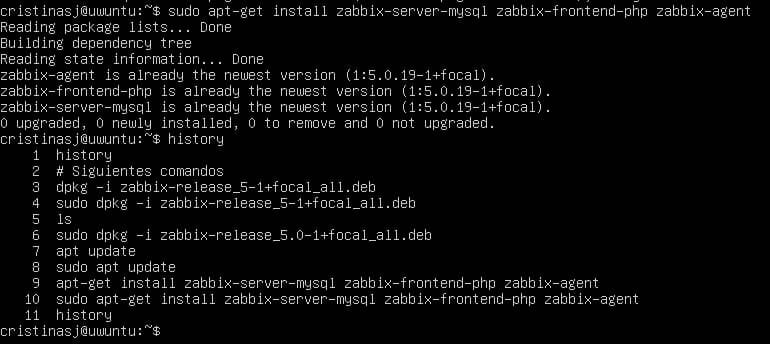 cristinasj@uwuntu:~$ sudo apt-get install zabbix-server-mysql zabbix-frontend-php zabbix-agent
Reading package lists... Done
Building dependency tree
Reading state information... Done
zabbix-agent is already the newest version (1:5.0.19-1+focal).
zabbix-frontend-php is already the newest version (1:5.0.19-1+focal).
zabbix-server-mysql is already the newest version (1:5.0.19-1+focal).
0 upgraded, 0 newly installed, 0 to remove and 0 not upgraded.
cristinasj@uwuntu:~$ history
1 history
2 # Siguientes comandos
3 dpkg -i zabbix-release_5-1+focal_all.deb
4 sudo dpkg -i zabbix-release_5-1+focal_all.deb
5 ls
6 sudo dpkg -i zabbix-release_5.0-1+focal_all.deb
7 apt update
8 sudo apt update
9 apt-get install zabbix-server-mysql zabbix-frontend-php zabbix-agent
10 sudo apt-get install zabbix-server-mysql zabbix-frontend-php zabbix-agent
11 history
cristinasj@uwuntu:~$